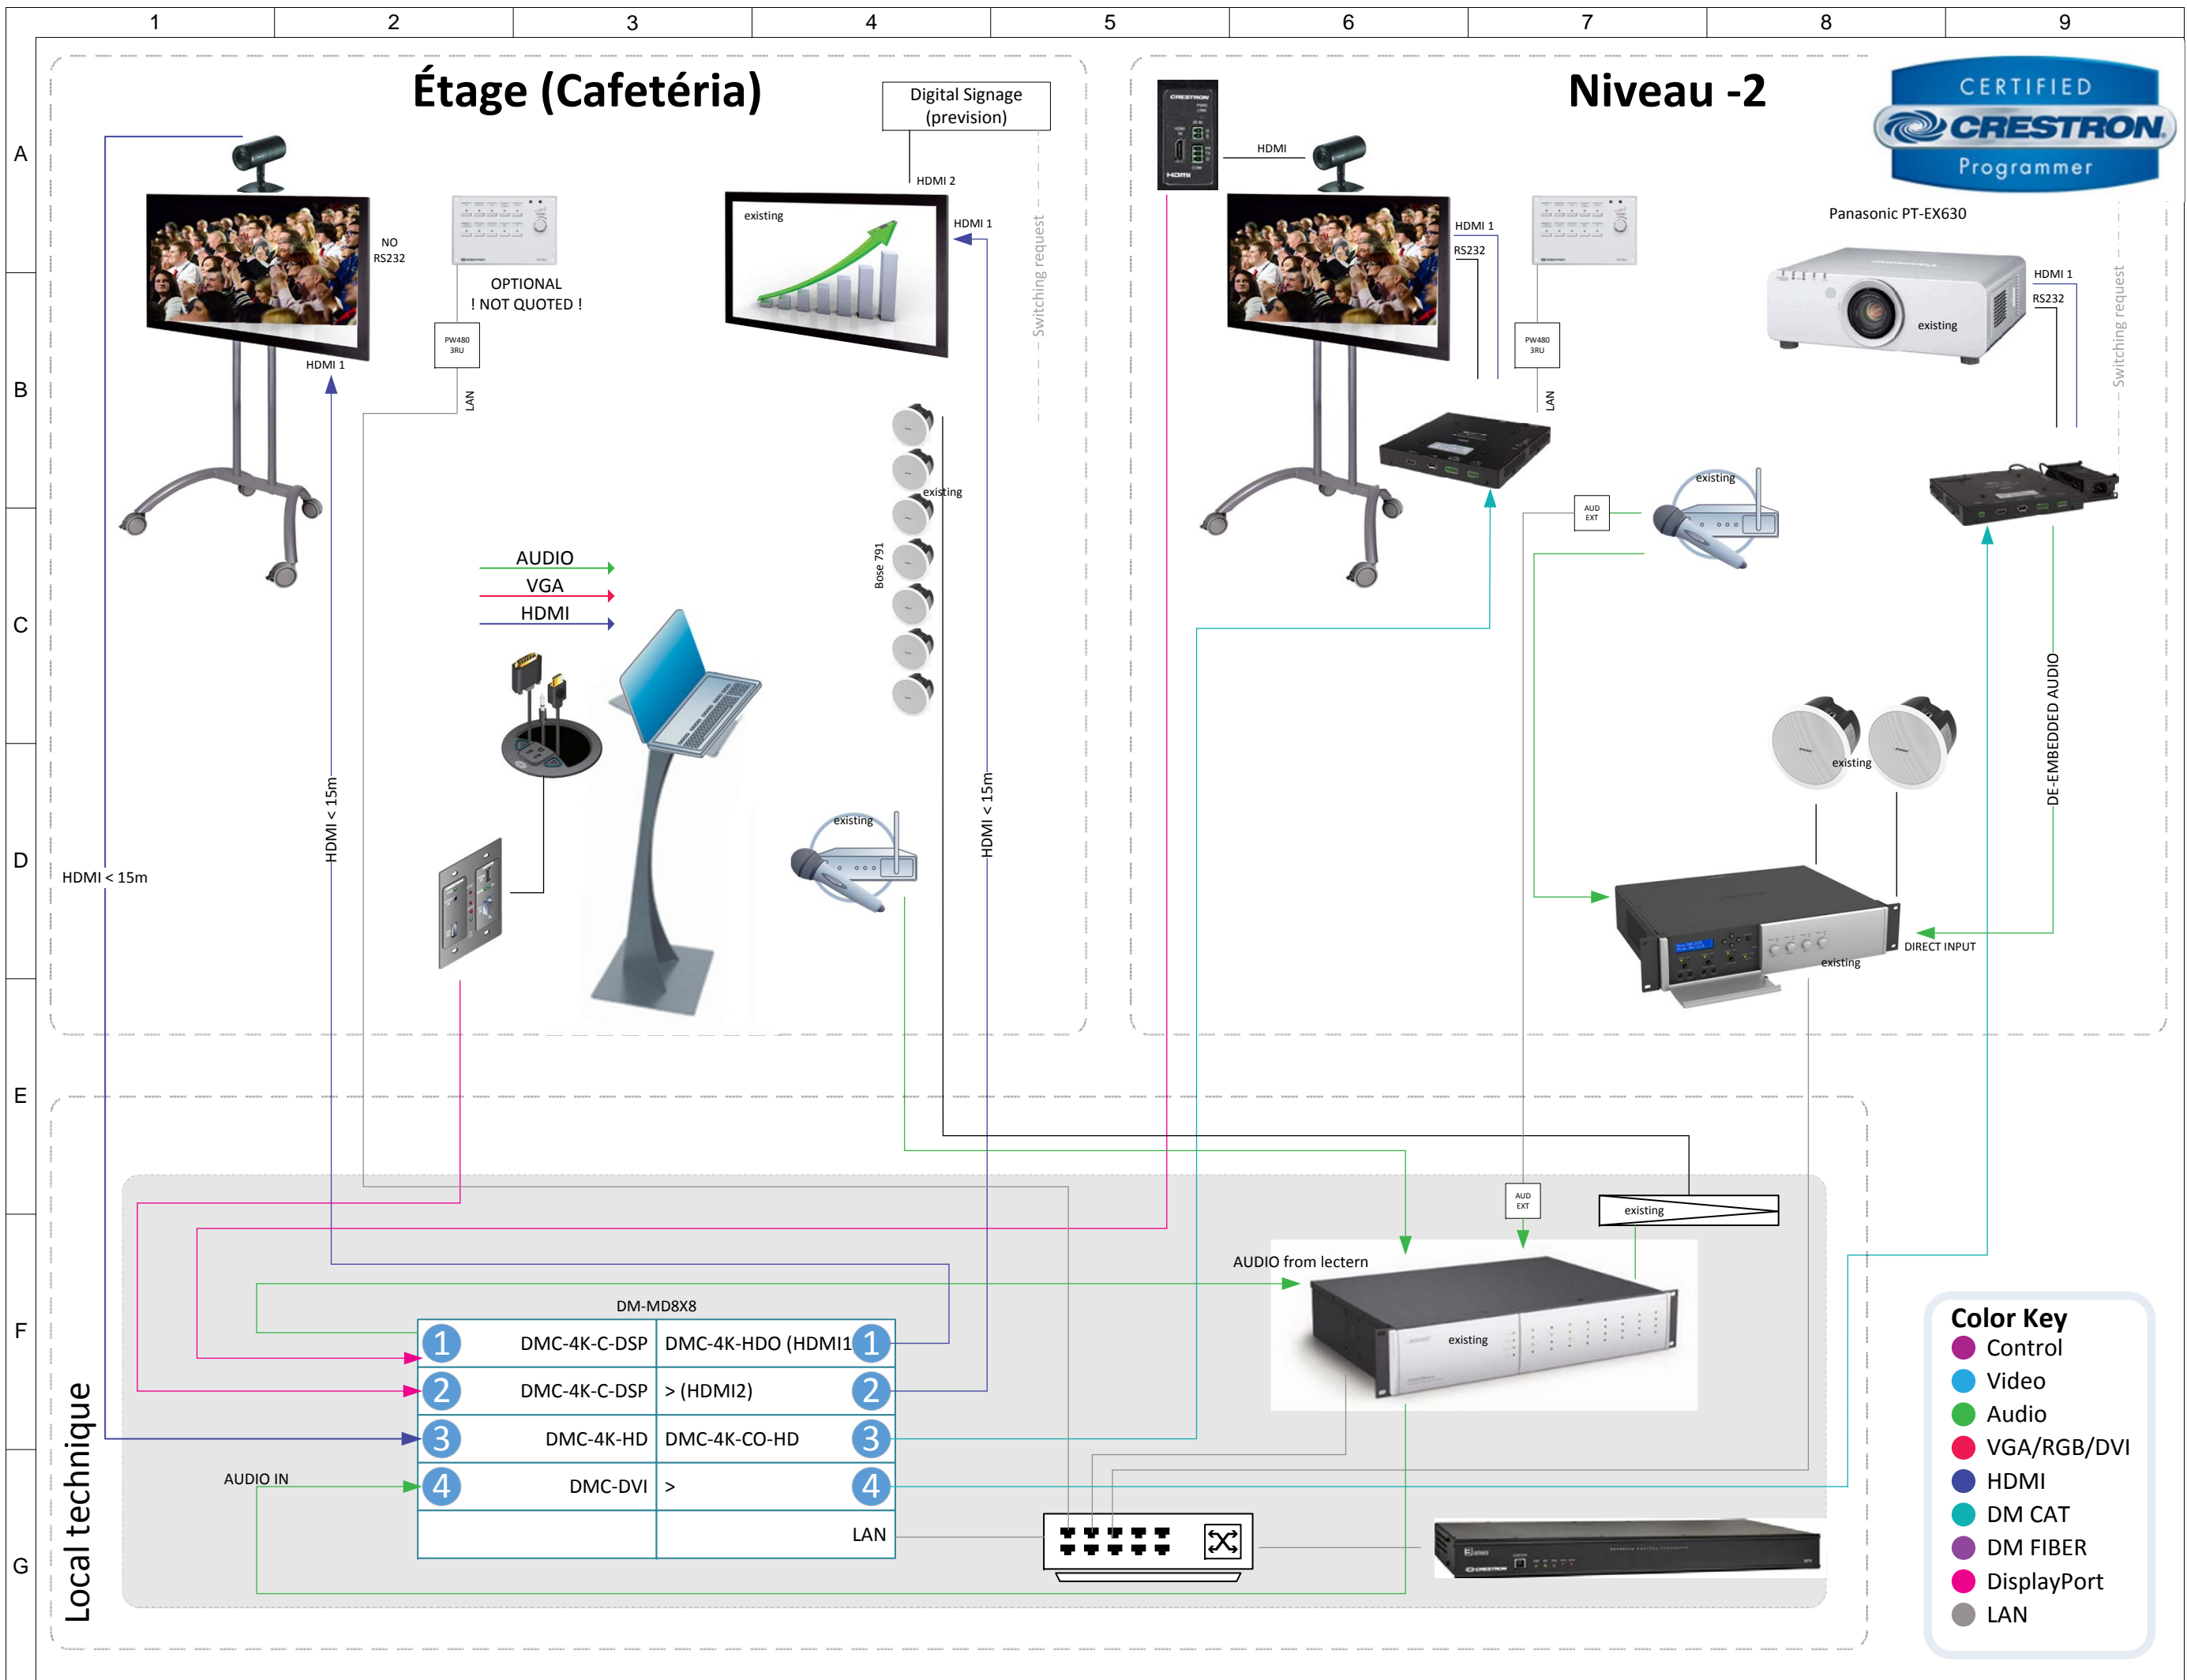 1 2 3 4 5 6 7 8 9
A
B
C
D
E
F
G
Étage (Cafetéria)
Digital Signage
(prevision)
HDMI 2
existing
HDMI 1
Switching request
NO
RS232
OPTIONAL
! NOT QUOTED !
PW480
3RU
LAN
HDMI 1
existing
Bose 791
AUDIO
VGA
HDMI
HDMI < 15m
HDMI < 15m
HDMI < 15m
existing
Niveau -2
CERTIFIED
CRESTRON
Programmer
CRESTRON
HDMI
HDMI
HDMI 1
RS232
PW480
3RU
LAN
Panasonic PT-EX630
HDMI 1
RS232
existing
Switching request
AUD
EXT
existing
DE-EMBEDDED AUDIO
existing
DIRECT INPUT
existing
Local technique
AUD
EXT
existing
AUDIO from lectern
existing
DM-MD8X8
1 DMC-4K-C-DSP DMC-4K-HDO (HDMI1 1
2 DMC-4K-C-DSP > (HDMI2) 2
3 DMC-4K-HD DMC-4K-CO-HD 3
4 DMC-DVI > 4
LAN
AUDIO IN
CRESTRON
Color Key
Control
Video
Audio
VGA/RGB/DVI
HDMI
DM CAT
DM FIBER
DisplayPort
LAN